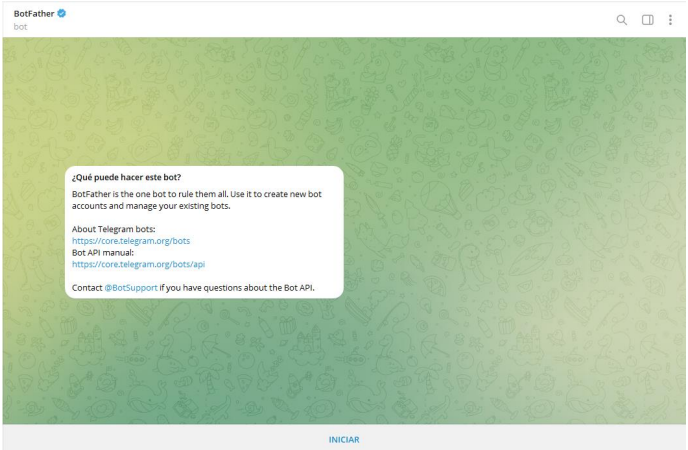 BotFather
bot
¿Qué puede hacer este bot?
BotFather is the one bot to rule them all. Use it to create new bot
accounts and manage your existing bots.
About Telegram bots:
https://core.telegram.org/bots
Bot API manual:
https://core.telegram.org/bots/api
Contact @BotSupport if you have questions about the Bot API.
INICIAR